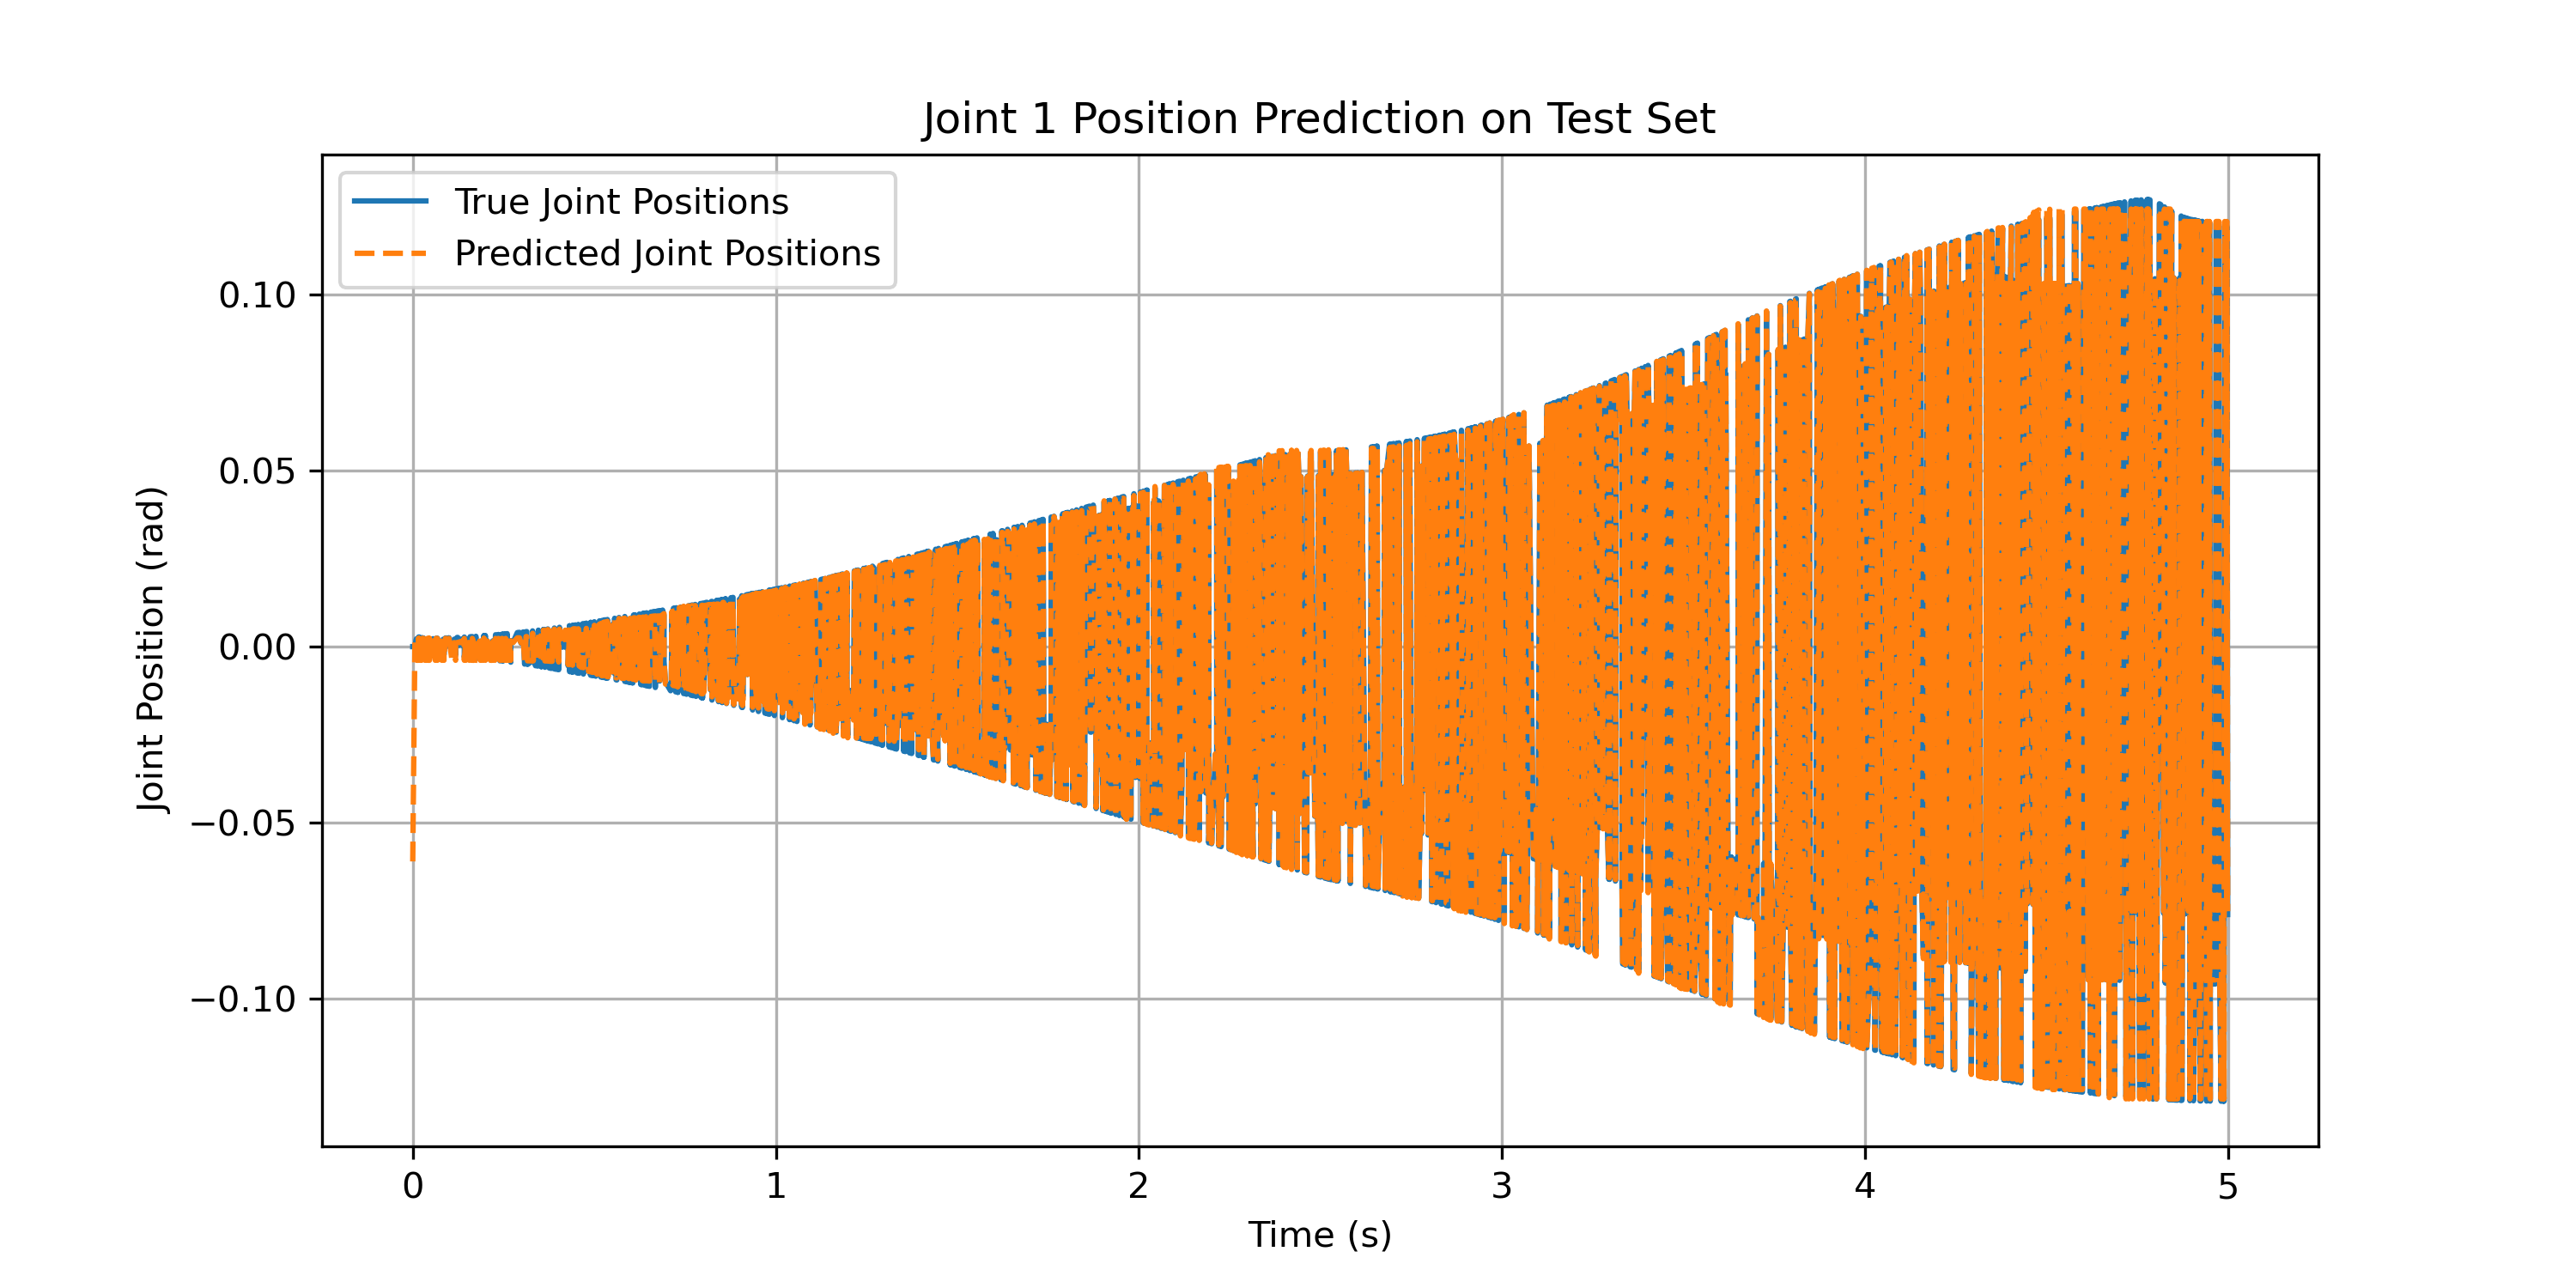 Joint 1 Position Prediction on Test Set
True Joint Positions
Predicted Joint Positions
Joint Position (rad)
0.10
0.05
0.00
−0.05
−0.10
0 1 2 3 4 5
Time (s)